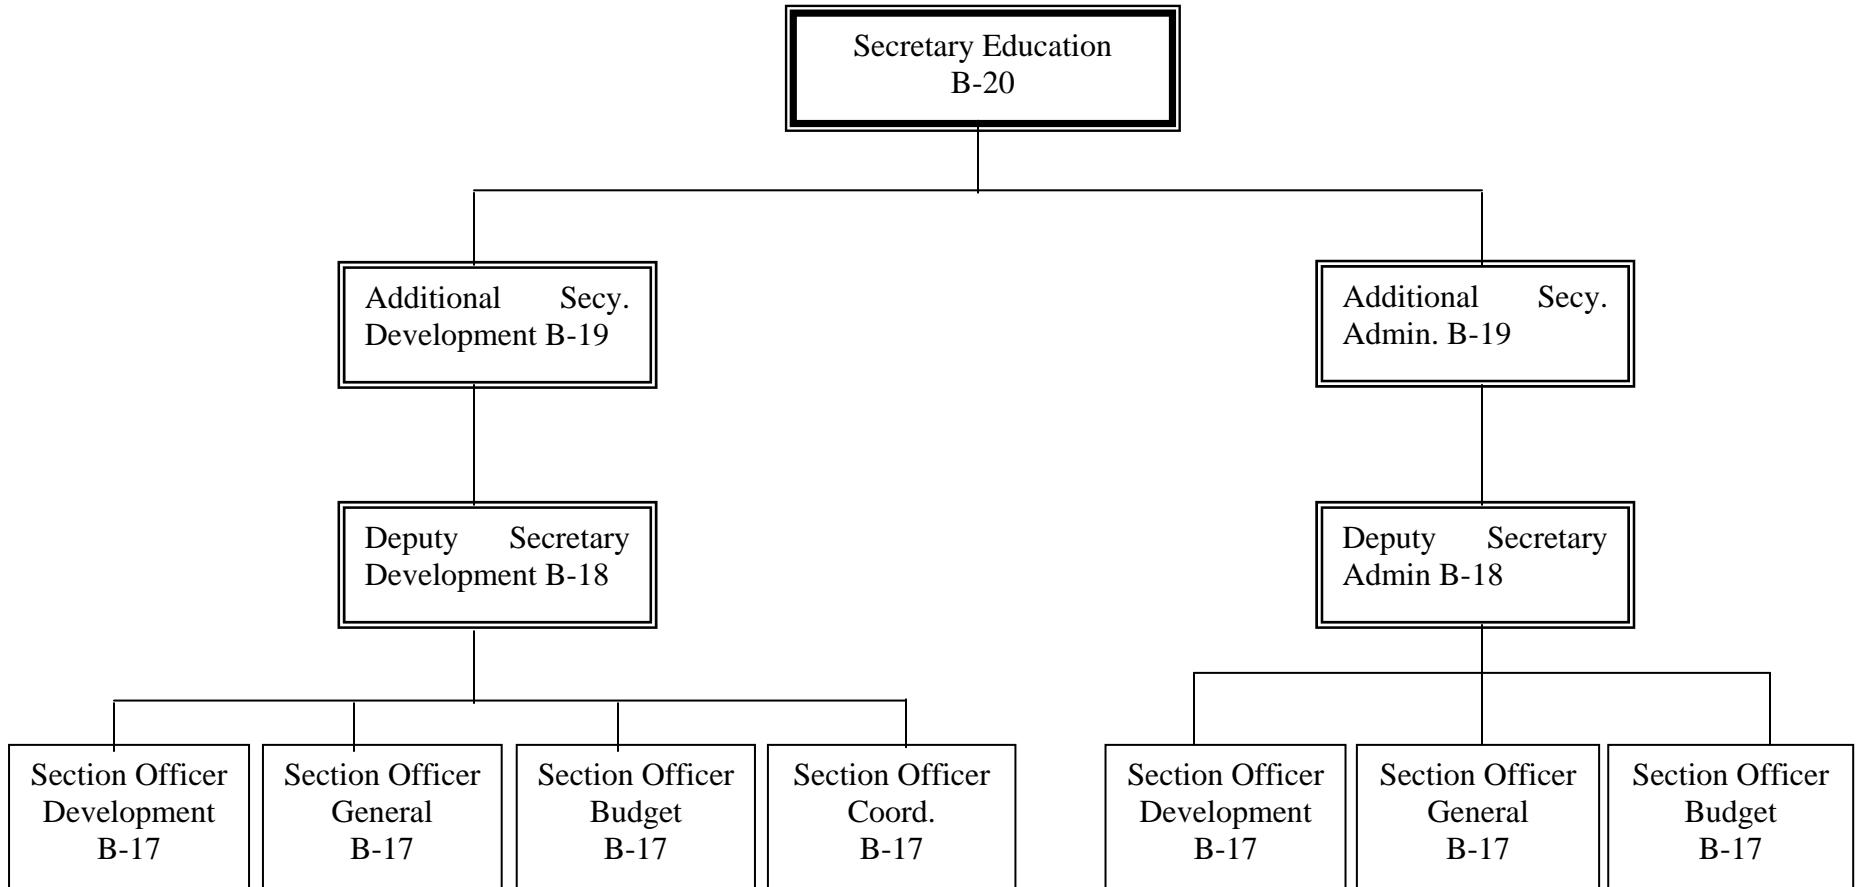 Secretary Education
B-20
Additional Secy.
Development B-19
Additional Secy.
Admin. B-19
Deputy Secretary
Development B-18
Deputy Secretary
Admin B-18
Section Officer
Development
B-17
Section Officer
General
B-17
Section Officer
Budget
B-17
Section Officer
Coord.
B-17
Section Officer
Development
B-17
Section Officer
General
B-17
Section Officer
Budget
B-17